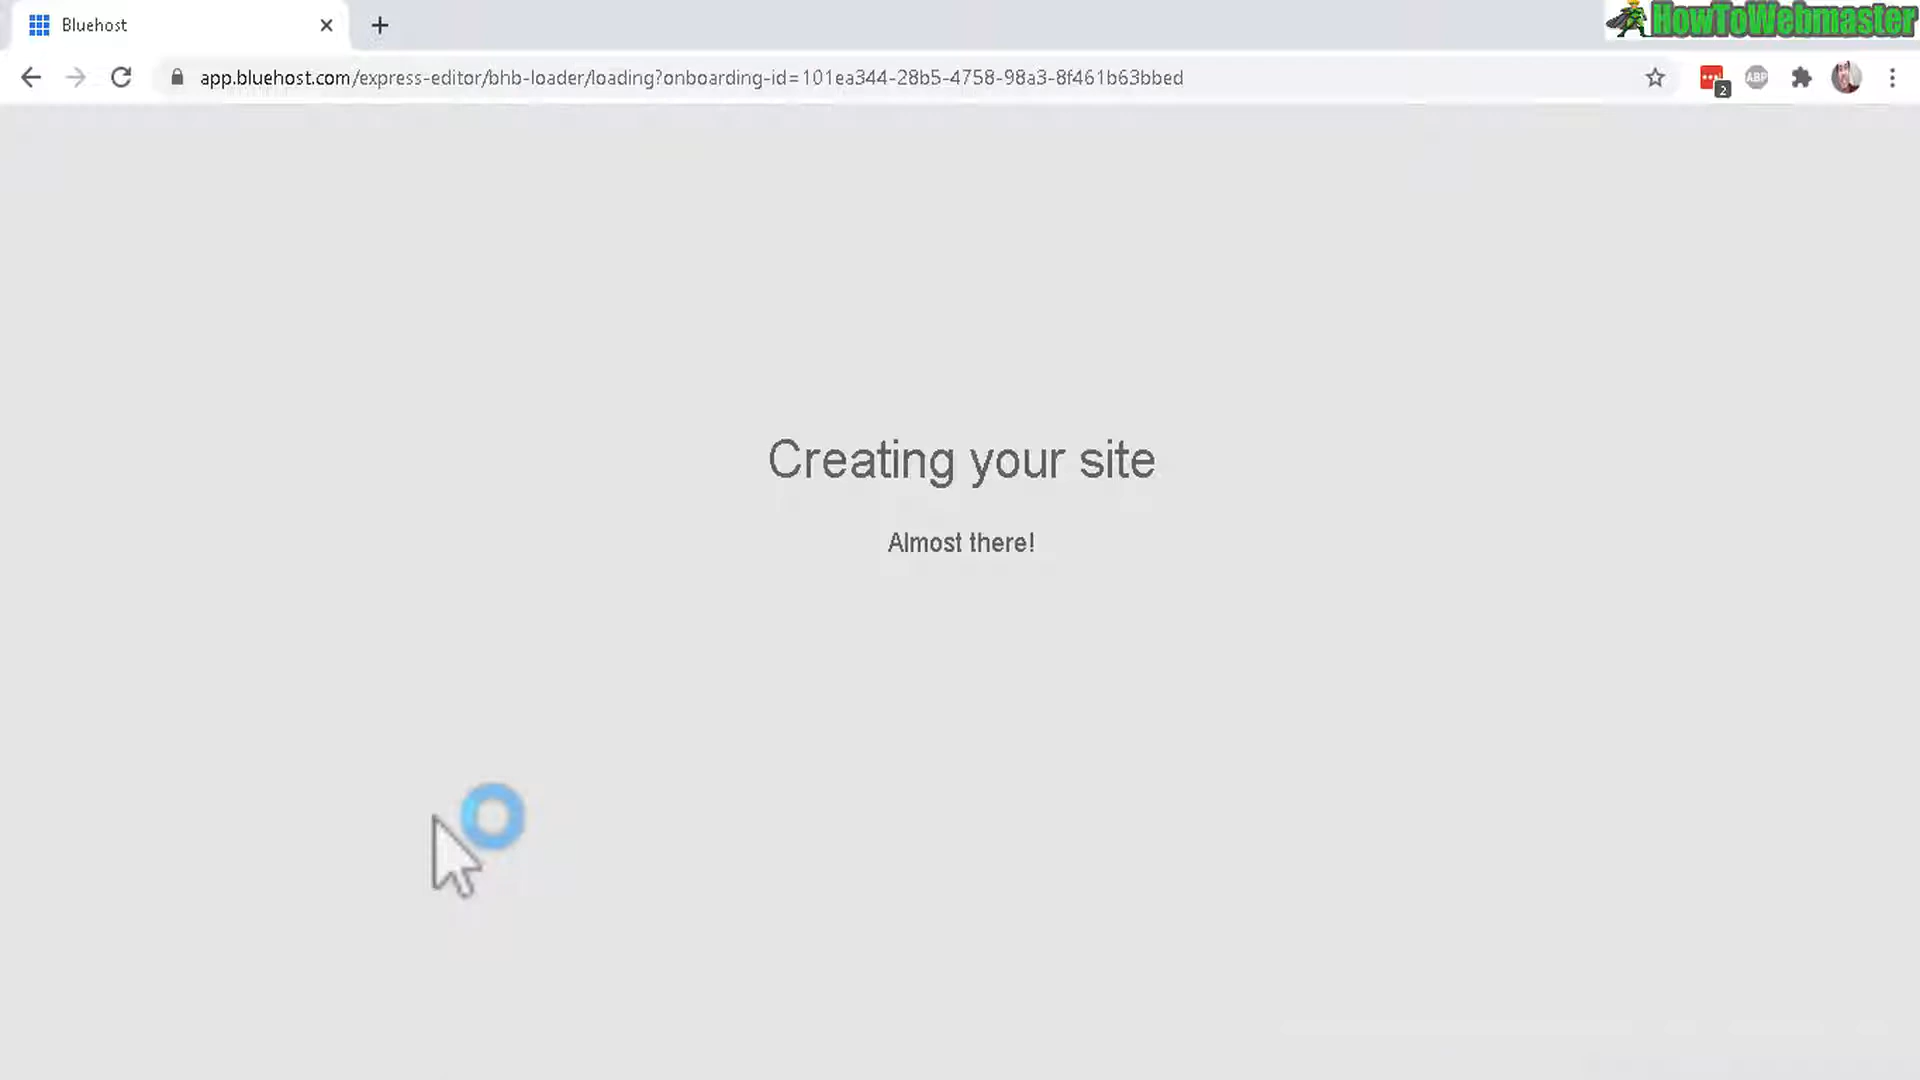 Bluehost
HowToWebmaster
app.bluehost.com/express-editor/bhb-loader/loading?onboarding-id=101ea344-28b5-4758-98a3-8f461b63bbed
2
ABP
Creating your site
Almost there!